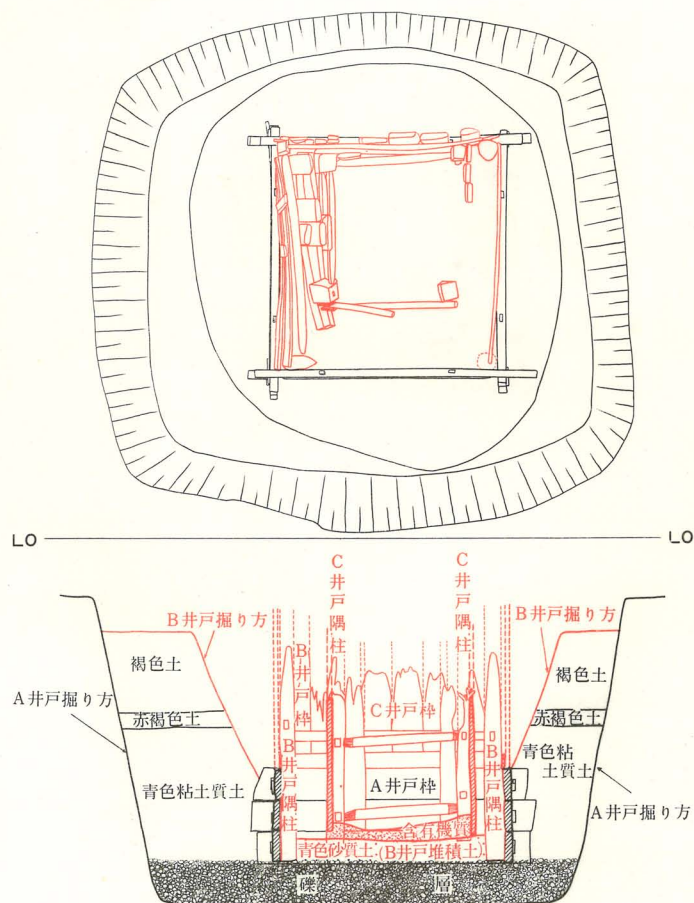 LO
LO
C井戸隅柱
C井戸隅柱
B井戸掘り方
B井戸掘り方
B井戸枠
褐色土
褐色土
C井戸枠
A井戸掘り方
赤褐色土
赤褐色土
B井戸隅柱
B井戸隅柱
青色粘
土質土
青色粘土質土
A井戸枠
A井戸掘り方
含有機質
青色砂質土(B井戸堆積土)
礫層